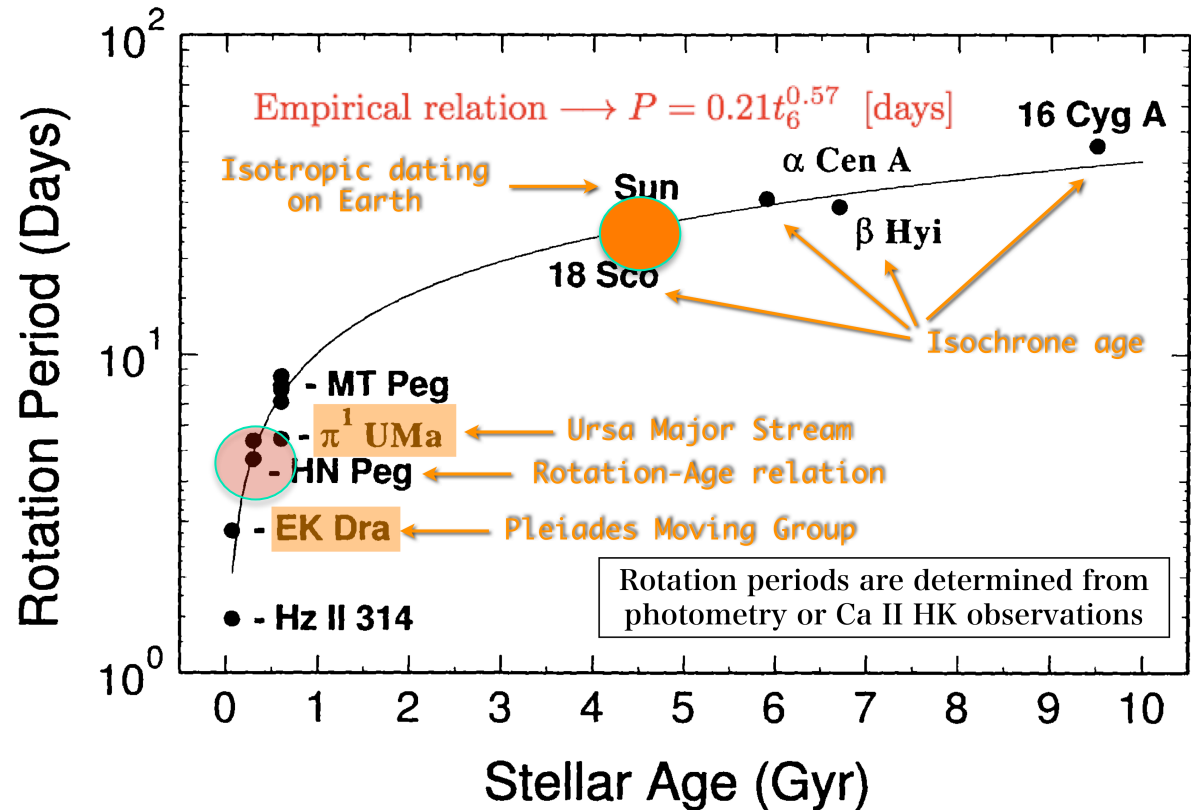 10²
Empirical relation ⟶ P = 0.21t₆^0.57 [days]
16 Cyg A
α Cen A
Isotropic dating
on Earth
Sun
β Hyi
18 Sco
Isochrone age
10¹
- MT Peg
- π¹ UMa
Ursa Major Stream
- HN Peg
Rotation-Age relation
- EK Dra
Pleiades Moving Group
Rotation periods are determined from
photometry or Ca II HK observations
- Hz II 314
10⁰
0 1 2 3 4 5 6 7 8 9 10
Stellar Age (Gyr)
Rotation Period (Days)